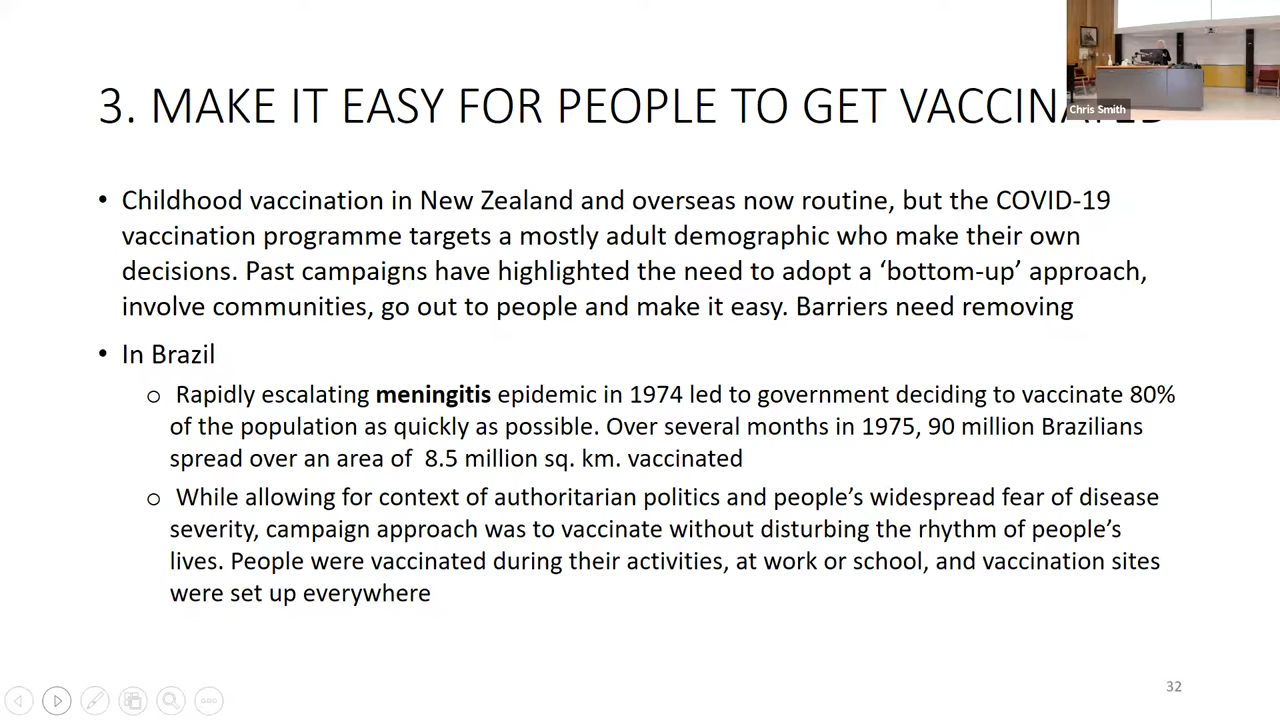 3. MAKE IT EASY FOR PEOPLE TO GET VACCINATED
Chris Smith
• Childhood vaccination in New Zealand and overseas now routine, but the COVID-19
vaccination programme targets a mostly adult demographic who make their own
decisions. Past campaigns have highlighted the need to adopt a ‘bottom-up’ approach,
involve communities, go out to people and make it easy. Barriers need removing
• In Brazil
o Rapidly escalating meningitis epidemic in 1974 led to government deciding to vaccinate 80%
of the population as quickly as possible. Over several months in 1975, 90 million Brazilians
spread over an area of 8.5 million sq. km. vaccinated
o While allowing for context of authoritarian politics and people’s widespread fear of disease
severity, campaign approach was to vaccinate without disturbing the rhythm of people’s
lives. People were vaccinated during their activities, at work or school, and vaccination sites
were set up everywhere
32